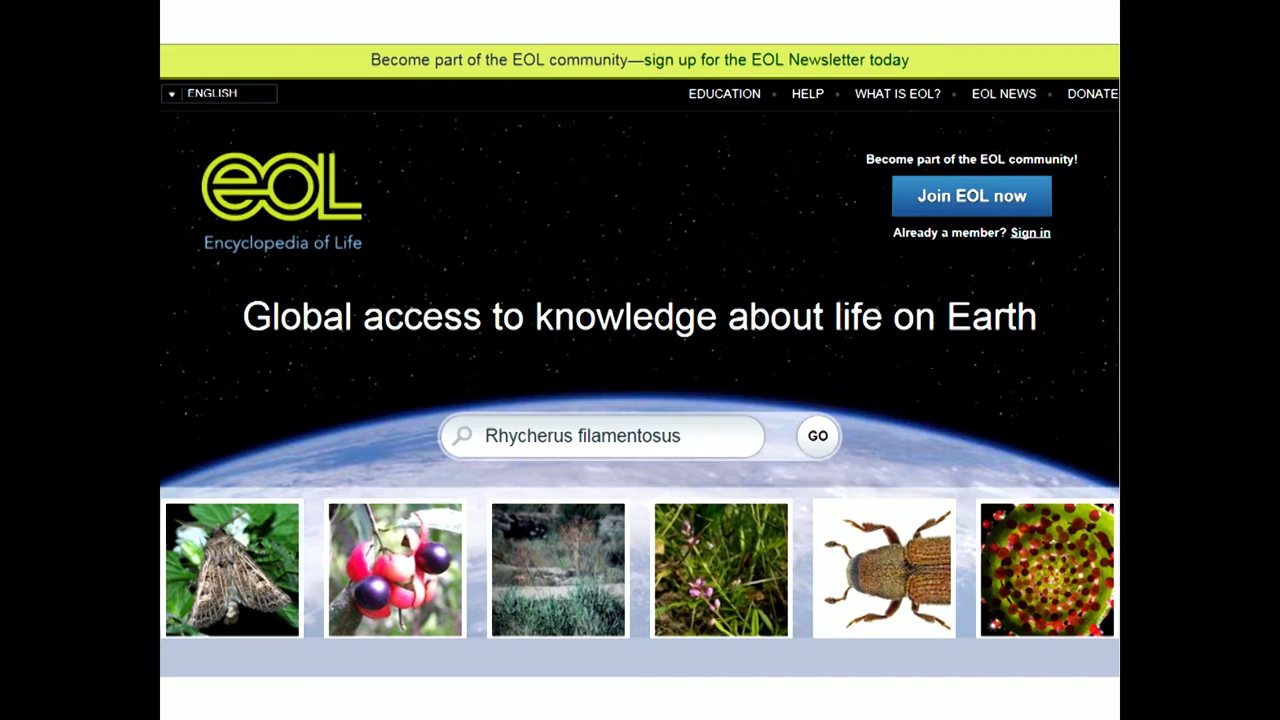 Become part of the EOL community—sign up for the EOL Newsletter today
ENGLISH
EDUCATION • HELP • WHAT IS EOL? • EOL NEWS • DONATE
eOL
Encyclopedia of Life
Become part of the EOL community!
Join EOL now
Already a member? Sign in
Global access to knowledge about life on Earth
Rhycherus filamentosus
GO